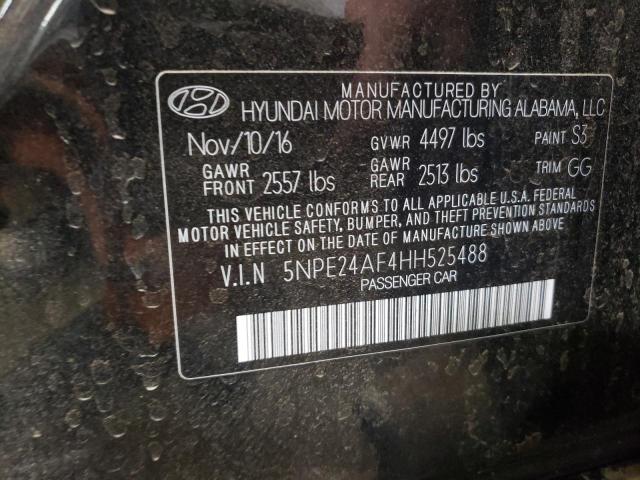 MANUFACTURED BY
HYUNDAI MOTOR MANUFACTURING ALABAMA, LLC
Nov/10/16 GVWR 4497 lbs PAINT S3
GAWR FRONT 2557 lbs GAWR REAR 2513 lbs TRIM GG
THIS VEHICLE CONFORMS TO ALL APPLICABLE U.S.A. FEDERAL
MOTOR VEHICLE SAFETY, BUMPER, AND THEFT PREVENTION STANDARDS
IN EFFECT ON THE DATE OF MANUFACTURE SHOWN ABOVE
V.I.N 5NPE24AF4HH525488
PASSENGER CAR